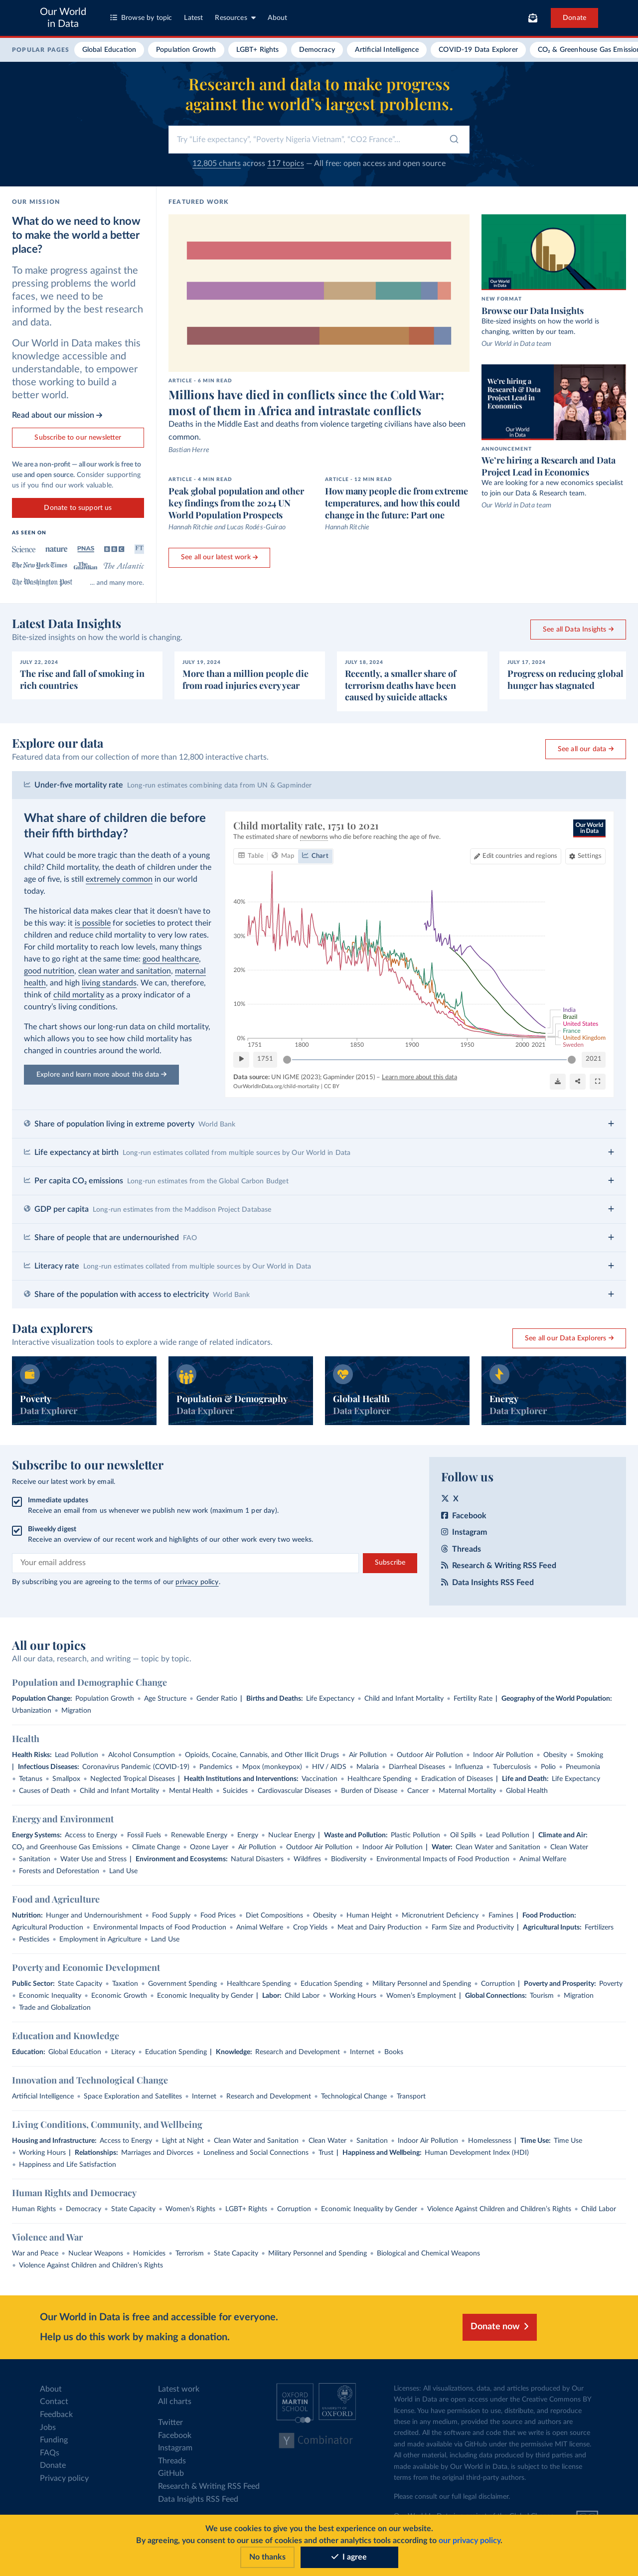 Our World
in Data
Browse by topic
Latest
Resources
About
Donate
POPULAR PAGES
Global Education
Population Growth
LGBT+ Rights
Democracy
Artificial Intelligence
COVID-19 Data Explorer
CO₂ & Greenhouse Gas Emission
Research and data to make progress
against the world’s largest problems.
Try "Life expectancy", "Poverty Nigeria Vietnam", "CO2 France"...
12,805 charts across 117 topics — All free: open access and open source
OUR MISSION
What do we need to know
to make the world a better
place?
To make progress against the
pressing problems the world
faces, we need to be
informed by the best research
and data.
Our World in Data makes this
knowledge accessible and
understandable, to empower
those working to build a
better world.
Read about our mission →
Subscribe to our newsletter
We are a non-profit — all our work is free to
use and open source. Consider supporting
us if you find our work valuable.
Donate to support us
AS SEEN ON
Science nature PNAS BBC FT
The New York Times The Guardian The Atlantic
The Washington Post ... and many more.
FEATURED WORK
ARTICLE - 6 MIN READ
Millions have died in conflicts since the Cold War;
most of them in Africa and intrastate conflicts
Deaths in the Middle East and deaths from violence targeting civilians have also been
common.
Bastian Herre
ARTICLE - 4 MIN READ
Peak global population and other
key findings from the 2024 UN
World Population Prospects
Hannah Ritchie and Lucas Rodés-Guirao
ARTICLE - 12 MIN READ
How many people die from extreme
temperatures, and how this could
change in the future: Part one
Hannah Ritchie
See all our latest work →
Our World
in Data
NEW FORMAT
Browse our Data Insights
Bite-sized insights on how the world is
changing, written by our team.
Our World in Data team
We're hiring a
Research & Data
Project Lead in
Economics
Our World
in Data
ANNOUNCEMENT
We’re hiring a Research and Data
Project Lead in Economics
We are looking for a new economics specialist
to join our Data & Research team.
Our World in Data team
Latest Data Insights
Bite-sized insights on how the world is changing.
See all Data Insights →
JULY 22, 2024
The rise and fall of smoking in
rich countries
JULY 19, 2024
More than a million people die
from road injuries every year
JULY 18, 2024
Recently, a smaller share of
terrorism deaths have been
caused by suicide attacks
JULY 17, 2024
Progress on reducing global
hunger has stagnated
Explore our data
Featured data from our collection of more than 12,800 interactive charts.
See all our data →
Under-five mortality rate Long-run estimates combining data from UN & Gapminder
What share of children die before
their fifth birthday?
What could be more tragic than the death of a young
child? Child mortality, the death of children under the
age of five, is still extremely common in our world
today.
The historical data makes clear that it doesn’t have to
be this way: it is possible for societies to protect their
children and reduce child mortality to very low rates.
For child mortality to reach low levels, many things
have to go right at the same time: good healthcare,
good nutrition, clean water and sanitation, maternal
health, and high living standards. We can, therefore,
think of child mortality as a proxy indicator of a
country’s living conditions.
The chart shows our long-run data on child mortality,
which allows you to see how child mortality has
changed in countries around the world.
Explore and learn more about this data →
Child mortality rate, 1751 to 2021
The estimated share of newborns who die before reaching the age of five.
Our World
in Data
Table Map Chart
Edit countries and regions Settings
40%
30%
20%
10%
0%
1751 1800 1850 1900 1950 2000 2021
India
Brazil
United States
France
United Kingdom
Sweden
1751 2021
Data source: UN IGME (2023); Gapminder (2015) – Learn more about this data
OurWorldInData.org/child-mortality | CC BY
Share of population living in extreme poverty World Bank +
Life expectancy at birth Long-run estimates collated from multiple sources by Our World in Data +
Per capita CO₂ emissions Long-run estimates from the Global Carbon Budget +
GDP per capita Long-run estimates from the Maddison Project Database +
Share of people that are undernourished FAO +
Literacy rate Long-run estimates collated from multiple sources by Our World in Data +
Share of the population with access to electricity World Bank +
Data explorers
Interactive visualization tools to explore a wide range of related indicators.
See all our Data Explorers →
Poverty
Data Explorer
Population & Demography
Data Explorer
Global Health
Data Explorer
Energy
Data Explorer
Subscribe to our newsletter
Receive our latest work by email.
Immediate updates
Receive an email from us whenever we publish new work (maximum 1 per day).
Biweekly digest
Receive an overview of our recent work and highlights of our other work every two weeks.
Your email address
Subscribe
By subscribing you are agreeing to the terms of our privacy policy.
Follow us
X
Facebook
Instagram
Threads
Research & Writing RSS Feed
Data Insights RSS Feed
All our topics
All our data, research, and writing — topic by topic.
Population and Demographic Change
Population Change: Population Growth • Age Structure • Gender Ratio | Births and Deaths: Life Expectancy • Child and Infant Mortality • Fertility Rate | Geography of the World Population:
Urbanization • Migration
Health
Health Risks: Lead Pollution • Alcohol Consumption • Opioids, Cocaine, Cannabis, and Other Illicit Drugs • Air Pollution • Outdoor Air Pollution • Indoor Air Pollution • Obesity • Smoking
| Infectious Diseases: Coronavirus Pandemic (COVID-19) • Pandemics • Mpox (monkeypox) • HIV / AIDS • Malaria • Diarrheal Diseases • Influenza • Tuberculosis • Polio • Pneumonia
• Tetanus • Smallpox • Neglected Tropical Diseases | Health Institutions and Interventions: Vaccination • Healthcare Spending • Eradication of Diseases | Life and Death: Life Expectancy
• Causes of Death • Child and Infant Mortality • Mental Health • Suicides • Cardiovascular Diseases • Burden of Disease • Cancer • Maternal Mortality • Global Health
Energy and Environment
Energy Systems: Access to Energy • Fossil Fuels • Renewable Energy • Energy • Nuclear Energy | Waste and Pollution: Plastic Pollution • Oil Spills • Lead Pollution | Climate and Air:
CO₂ and Greenhouse Gas Emissions • Climate Change • Ozone Layer • Air Pollution • Outdoor Air Pollution • Indoor Air Pollution | Water: Clean Water and Sanitation • Clean Water
• Sanitation • Water Use and Stress | Environment and Ecosystems: Natural Disasters • Wildfires • Biodiversity • Environmental Impacts of Food Production • Animal Welfare
• Forests and Deforestation • Land Use
Food and Agriculture
Nutrition: Hunger and Undernourishment • Food Supply • Food Prices • Diet Compositions • Obesity • Human Height • Micronutrient Deficiency • Famines | Food Production:
Agricultural Production • Environmental Impacts of Food Production • Animal Welfare • Crop Yields • Meat and Dairy Production • Farm Size and Productivity | Agricultural Inputs: Fertilizers
• Pesticides • Employment in Agriculture • Land Use
Poverty and Economic Development
Public Sector: State Capacity • Taxation • Government Spending • Healthcare Spending • Education Spending • Military Personnel and Spending • Corruption | Poverty and Prosperity: Poverty
• Economic Inequality • Economic Growth • Economic Inequality by Gender | Labor: Child Labor • Working Hours • Women’s Employment | Global Connections: Tourism • Migration
• Trade and Globalization
Education and Knowledge
Education: Global Education • Literacy • Education Spending | Knowledge: Research and Development • Internet • Books
Innovation and Technological Change
Artificial Intelligence • Space Exploration and Satellites • Internet • Research and Development • Technological Change • Transport
Living Conditions, Community, and Wellbeing
Housing and Infrastructure: Access to Energy • Light at Night • Clean Water and Sanitation • Clean Water • Sanitation • Indoor Air Pollution • Homelessness | Time Use: Time Use
• Working Hours | Relationships: Marriages and Divorces • Loneliness and Social Connections • Trust | Happiness and Wellbeing: Human Development Index (HDI)
• Happiness and Life Satisfaction
Human Rights and Democracy
Human Rights • Democracy • State Capacity • Women’s Rights • LGBT+ Rights • Corruption • Economic Inequality by Gender • Violence Against Children and Children’s Rights • Child Labor
Violence and War
War and Peace • Nuclear Weapons • Homicides • Terrorism • State Capacity • Military Personnel and Spending • Biological and Chemical Weapons
• Violence Against Children and Children’s Rights
Our World in Data is free and accessible for everyone.
Help us do this work by making a donation.
Donate now
About
Contact
Feedback
Jobs
Funding
FAQs
Donate
Privacy policy
Latest work
All charts
Twitter
Facebook
Instagram
Threads
GitHub
Research & Writing RSS Feed
Data Insights RSS Feed
OXFORD
MARTIN
SCHOOL
UNIVERSITY OF
OXFORD
Y Combinator
Licenses: All visualizations, data, and articles produced by Our
World in Data are open access under the Creative Commons BY
license. You have permission to use, distribute, and reproduce
these in any medium, provided the source and authors are
credited. All the software and code that we write is open source
and made available via GitHub under the permissive MIT license.
All other material, including data produced by third parties and
made available by Our World in Data, is subject to the license
terms from the original third-party authors.
Please consult our full legal disclaimer.
We use cookies to give you the best experience on our website.
By agreeing, you consent to our use of cookies and other analytics tools according to our privacy policy.
No thanks
I agree